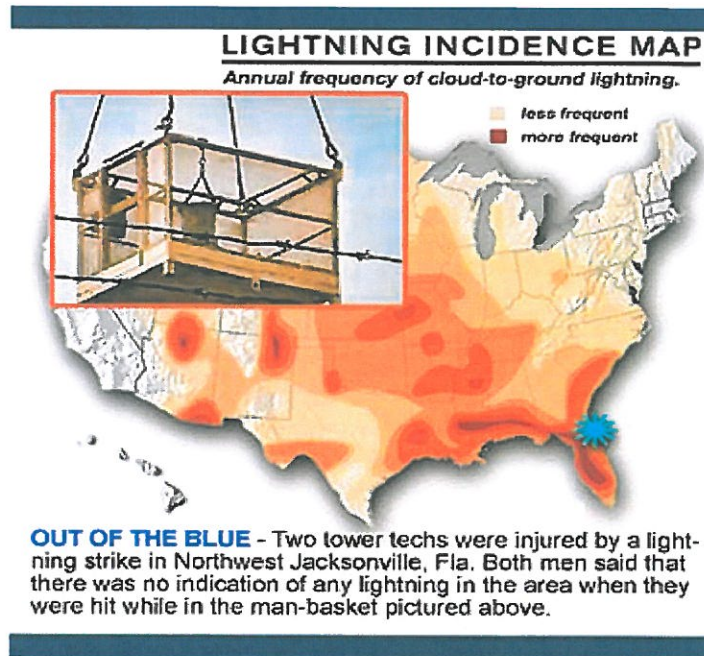 LIGHTNING INCIDENCE MAP
Annual frequency of cloud-to-ground lightning.
less frequent
more frequent
OUT OF THE BLUE - Two tower techs were injured by a light-
ning strike in Northwest Jacksonville, Fla. Both men said that
there was no indication of any lightning in the area when they
were hit while in the man-basket pictured above.